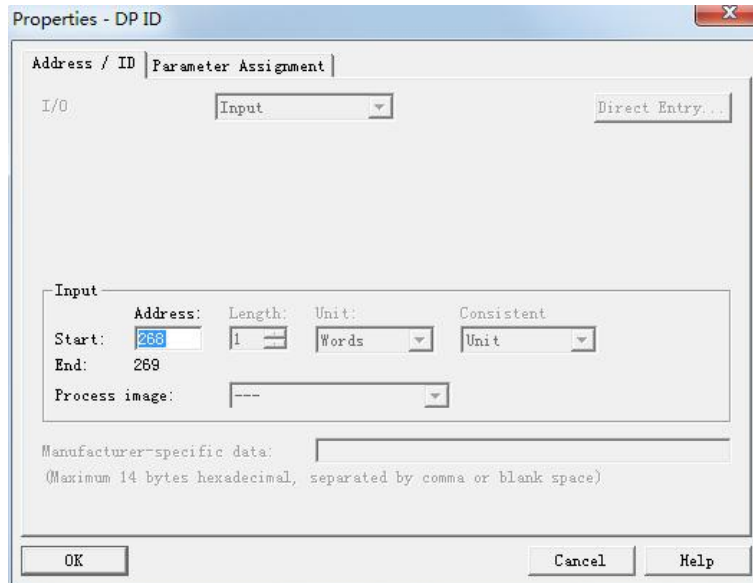 Properties - DP ID
Address / ID Parameter Assignment
I/O Input Direct Entry...
Input
Address: Length: Unit: Consistent
Start: 268 1 Words Unit
End: 269
Process image: ---
Manufacturer-specific data:
(Maximum 14 bytes hexadecimal, separated by comma or blank space)
OK Cancel Help